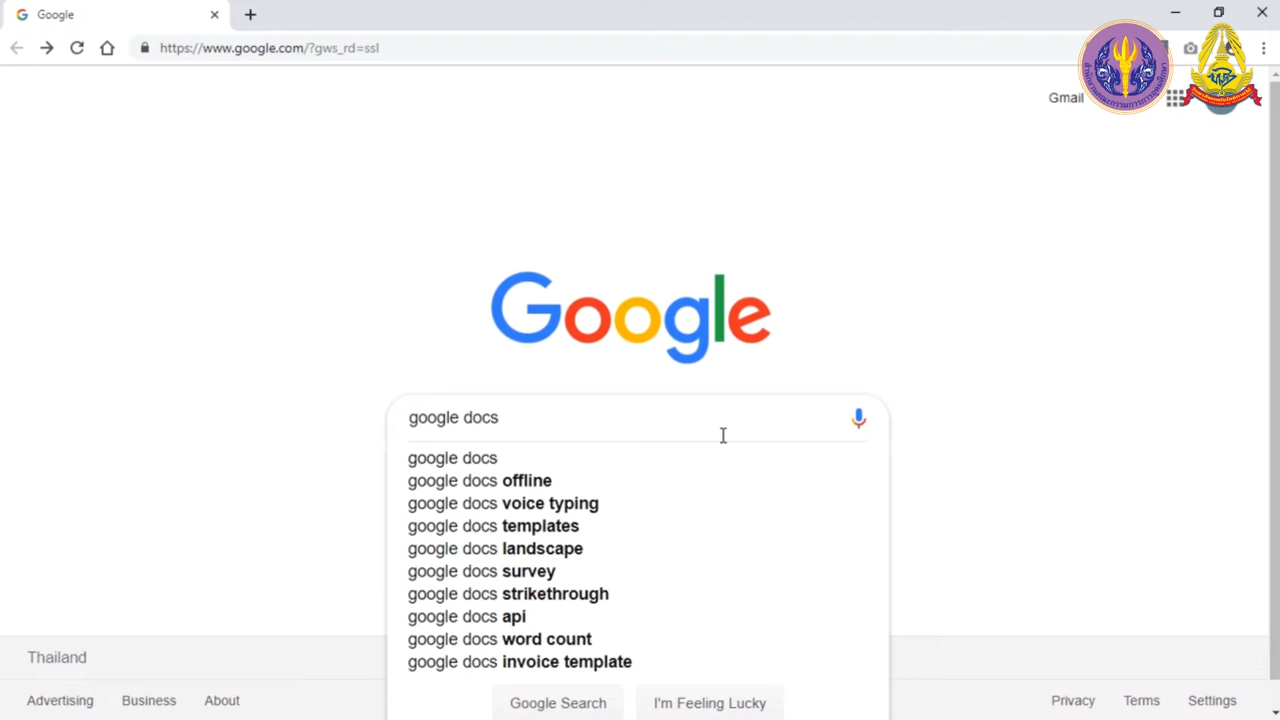 Google
https://www.google.com/?gws_rd=ssl
Gmail
Google
google docs
google docs
google docs offline
google docs voice typing
google docs templates
google docs landscape
google docs survey
google docs strikethrough
google docs api
google docs word count
google docs invoice template
Google Search
I'm Feeling Lucky
Thailand
Advertising
Business
About
Privacy
Terms
Settings